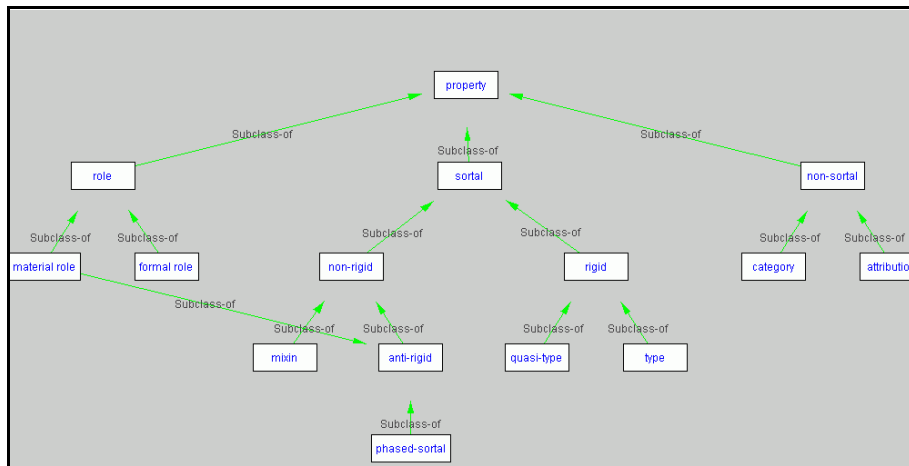 property
Subclass-of
Subclass-of
Subclass-of
role
sortal
non-sortal
Subclass-of
Subclass-of
Subclass-of
Subclass-of
Subclass-of
Subclass-of
material role
formal role
non-rigid
rigid
category
attributio
Subclass-of
Subclass-of
Subclass-of
Subclass-of
Subclass-of
mixin
anti-rigid
quasi-type
type
Subclass-of
phased-sortal